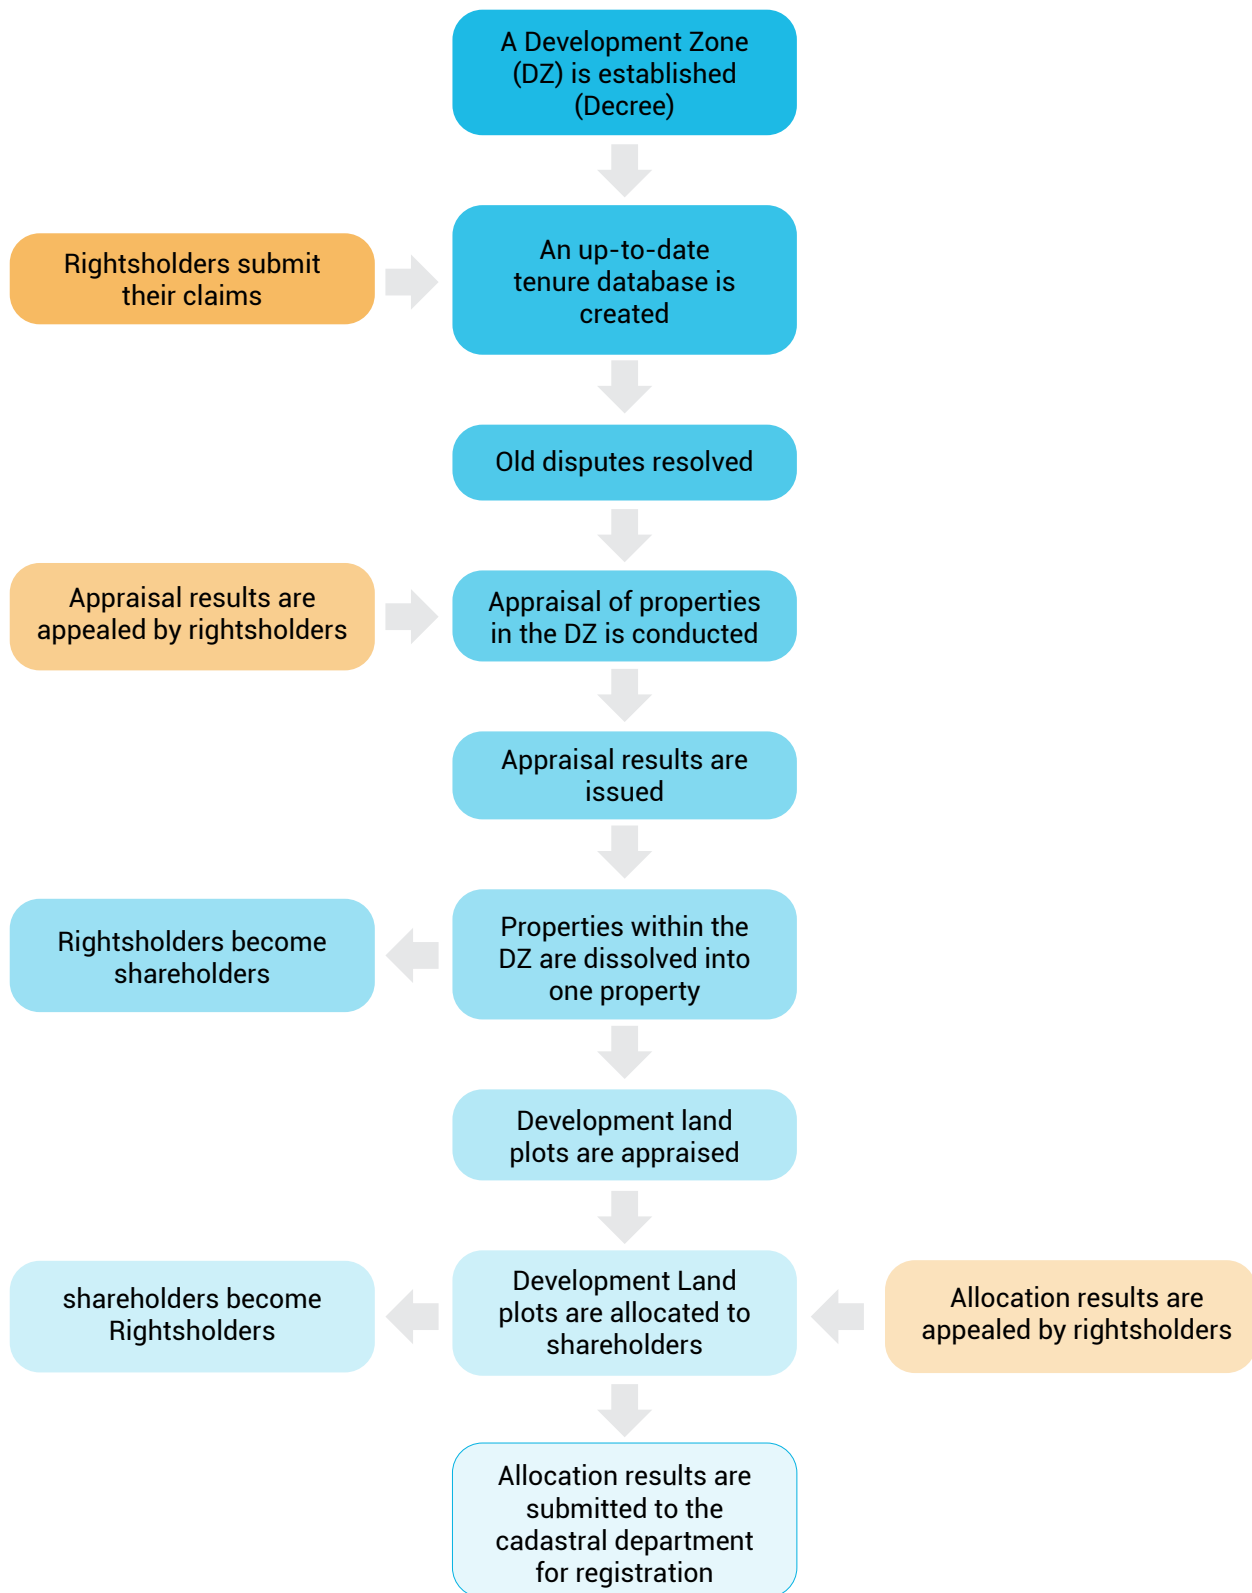 A Development Zone
(DZ) is established
(Decree)
Rightsholders submit
their claims
An up-to-date
tenure database is
created
Old disputes resolved
Appraisal results are
appealed by rightsholders
Appraisal of properties
in the DZ is conducted
Appraisal results are
issued
Rightsholders become
shareholders
Properties within the
DZ are dissolved into
one property
Development land
plots are appraised
shareholders become
Rightsholders
Development Land
plots are allocated to
shareholders
Allocation results are
appealed by rightsholders
Allocation results are
submitted to the
cadastral department
for registration